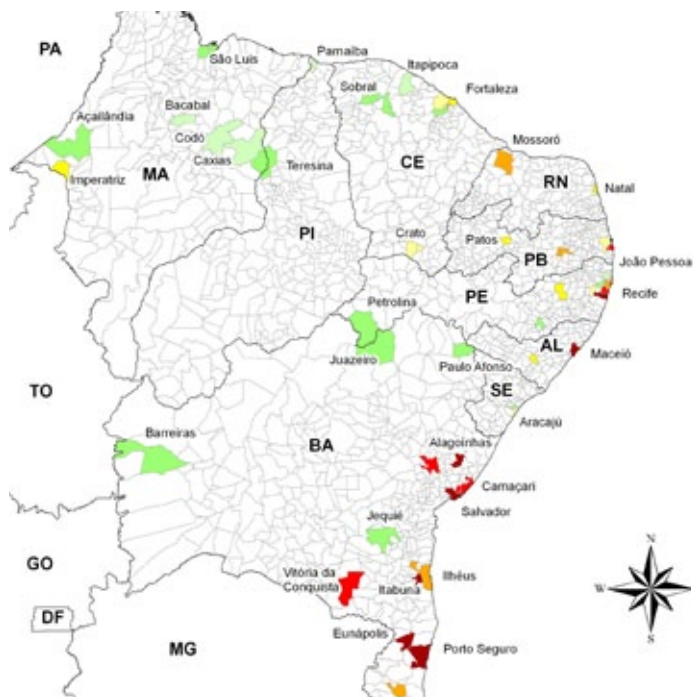 PA
São Luis
Parnaíba
Itapipoca
Sobral
Fortaleza
Açailândia
Bacabal
Codó
Caxias
Teresina
Imperatriz
MA
CE
Mossoró
RN
Natal
PI
Crato
Patos
PB
João Pessoa
PE
Recife
Petrolina
Juazeiro
Paulo Afonso
AL
Maceió
SE
Aracajú
TO
Barreiras
BA
Alagoinhas
Camaçari
Salvador
Jequié
GO
Vitória da
Conquista
Itabuna
Ilhéus
N
W
E
S
DF
Eunápolis
MG
Porto Seguro